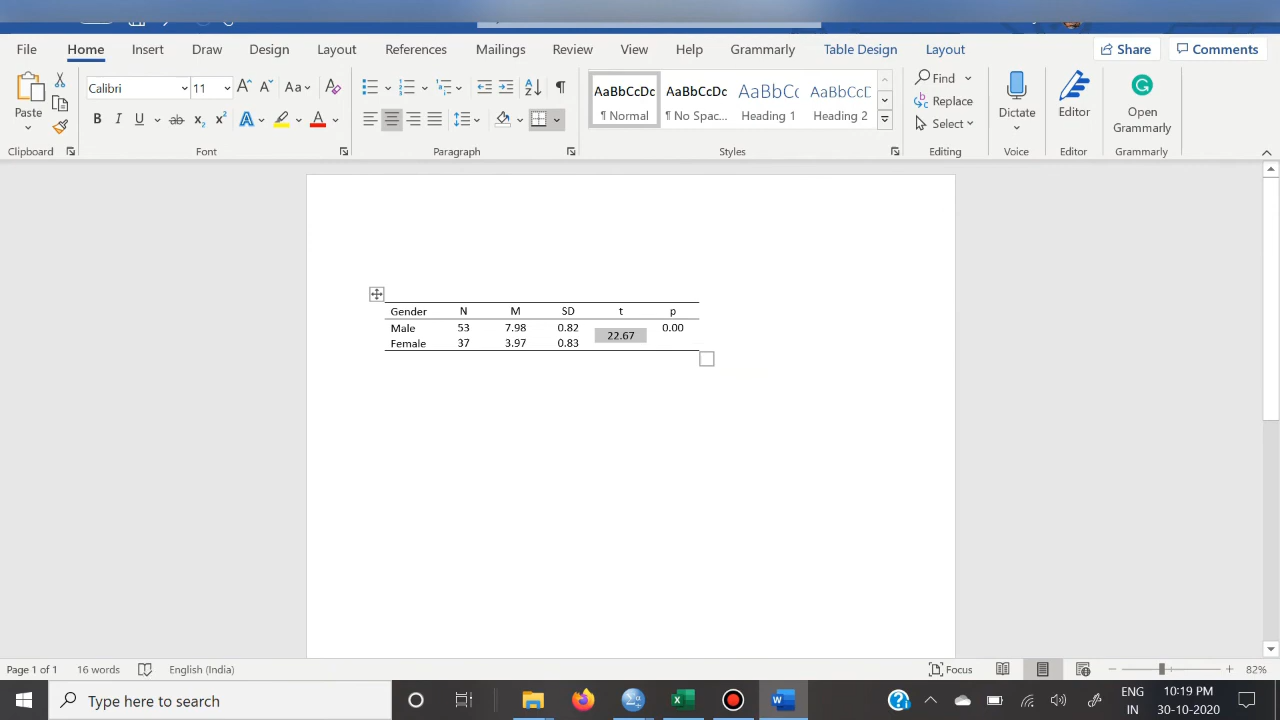 File Home Insert Draw Design Layout References Mailings Review View Help Grammarly Table Design Layout Share Comments
Paste
Calibri 11
AaBbCcDc AaBbCcDc AaBbCc AaBbCcC
¶ Normal ¶ No Spac... Heading 1 Heading 2
Find
Replace
Select
Dictate
Editor
Open
Grammarly
Clipboard Font Paragraph Styles Editing Voice Editor Grammarly
Gender N M SD t p
Male 53 7.98 0.82 22.67 0.00
Female 37 3.97 0.83
Page 1 of 1 16 words English (India) Focus 82%
Type here to search
ENG
IN
10:19 PM
30-10-2020